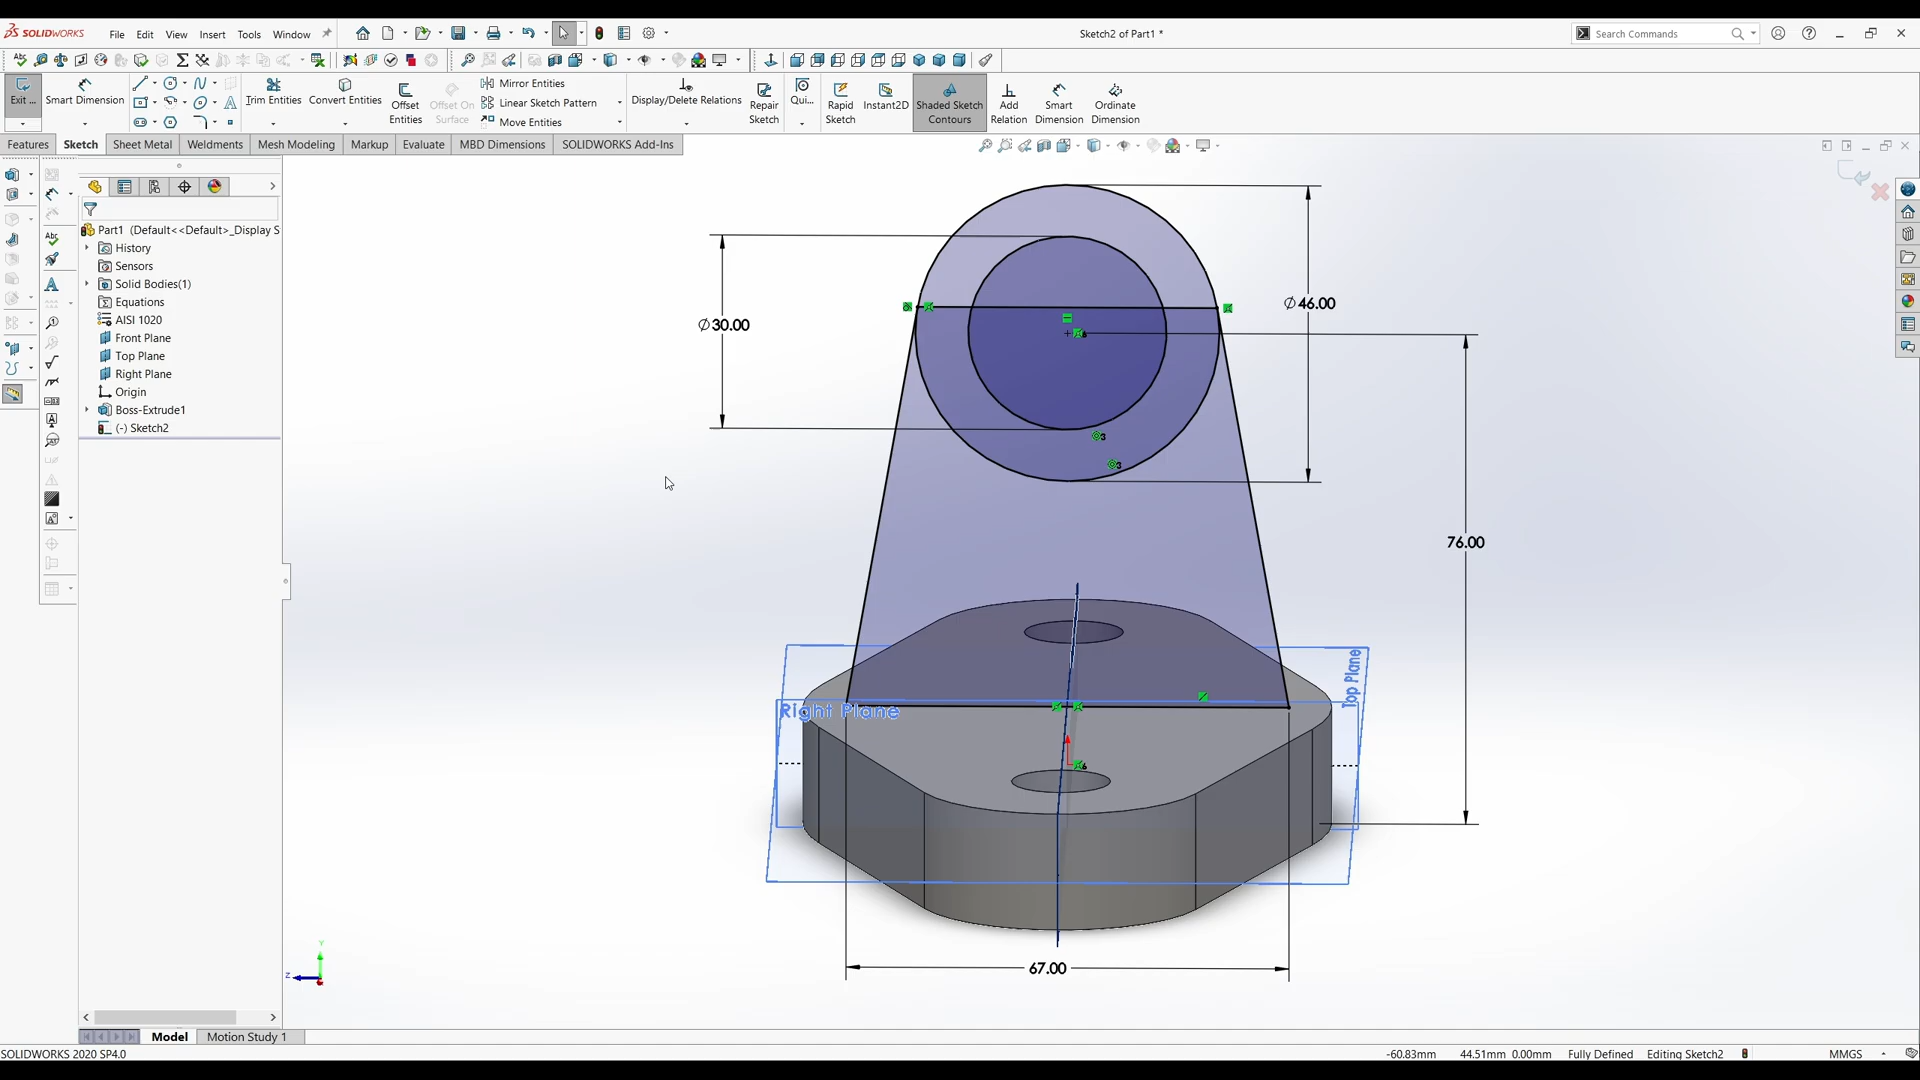 SOLIDWORKS File Edit View Insert Tools Window Sketch2 of Part1 * Search Commands
Exit ... Smart Dimension Trim Entities Convert Entities Offset Entities Offset On Surface Mirror Entities Linear Sketch Pattern Move Entities Display/Delete Relations Repair Sketch Qui... Rapid Sketch Instant2D Shaded Sketch Contours Add Relation Smart Dimension Ordinate Dimension
Features Sketch Sheet Metal Weldments Mesh Modeling Markup Evaluate MBD Dimensions SOLIDWORKS Add-Ins
Part1 (Default<<Default>_Display S
History
Sensors
Solid Bodies(1)
Equations
AISI 1020
Front Plane
Top Plane
Right Plane
Origin
Boss-Extrude1
(-) Sketch2
Ø46.00
Ø30.00
76.00
Top Plane
Right Plane
67.00
Y
Z
Model Motion Study 1
SOLIDWORKS 2020 SP4.0 -60.83mm 44.51mm 0.00mm Fully Defined Editing Sketch2 MMGS